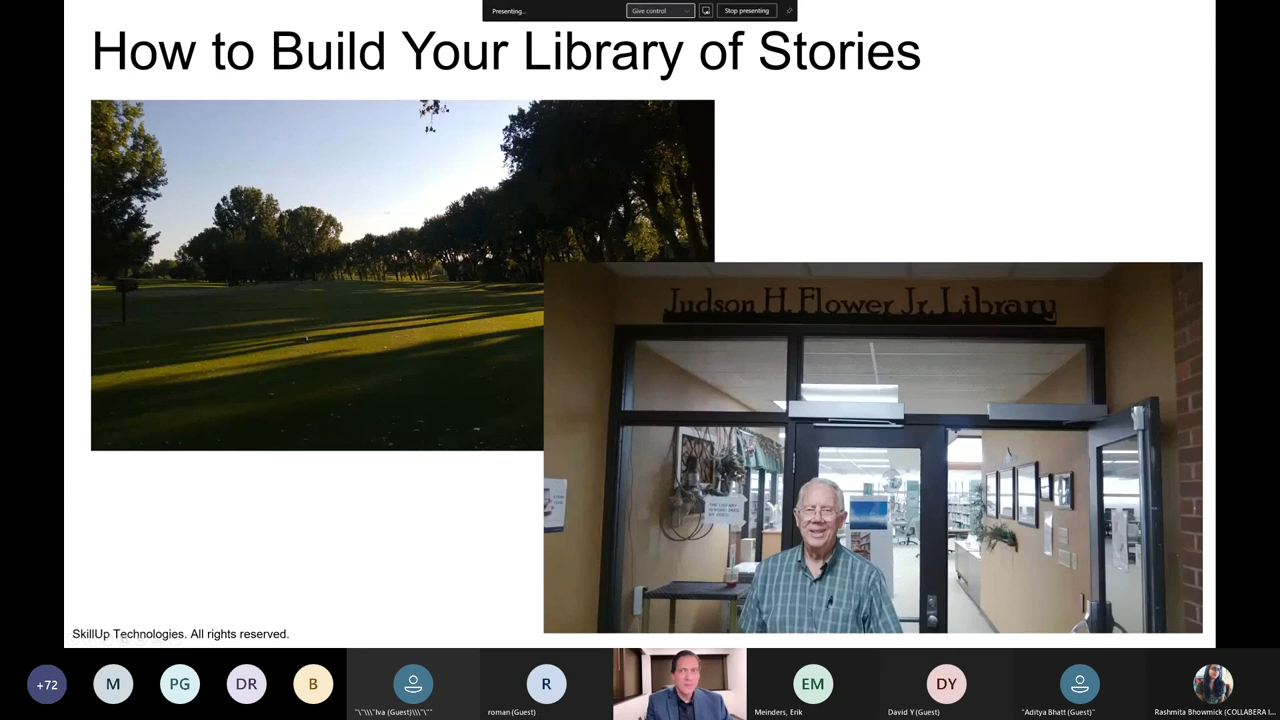 Presenting...
Give control
Stop presenting
How to Build Your Library of Stories
Judson H. Flower Jr. Library
THE LIBRARY
SkillUp Technologies. All rights reserved.
+72
M
PG
DR
B
R
EM
DY
"\"\\\"Iva (Guest)\\\"\""
roman (Guest)
Meinders, Erik
David Y (Guest)
"Aditya Bhatt (Guest)"
Rashmita Bhowmick (COLLABERA I...